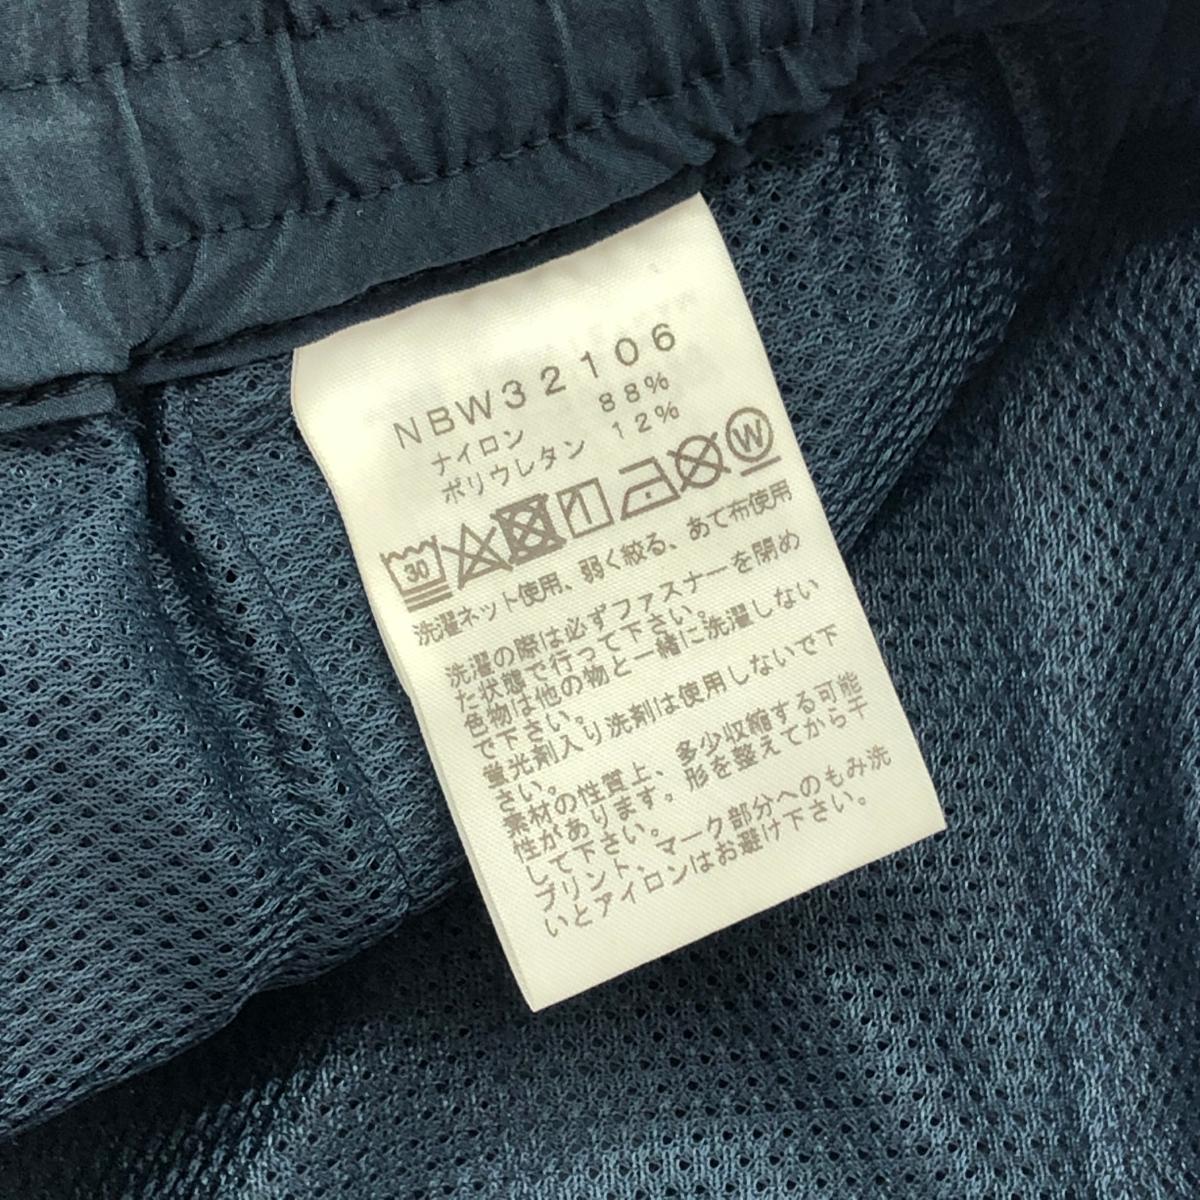 NBW32106
ナイロン 88%
ポリウレタン 12%
30 W
洗濯ネット使用、弱く絞る、あて布使用
洗濯の際は必ずファスナーを閉め
た状態で行って下さい。
色物は他の物と一緒に洗濯しない
で下さい。
蛍光剤入り洗剤は使用しないで下
さい。
素材の性質上、多少収縮する可能
性があります。形を整えてから干
して下さい。
プリント、マーク部分へのもみ洗
いとアイロンはお避け下さい。